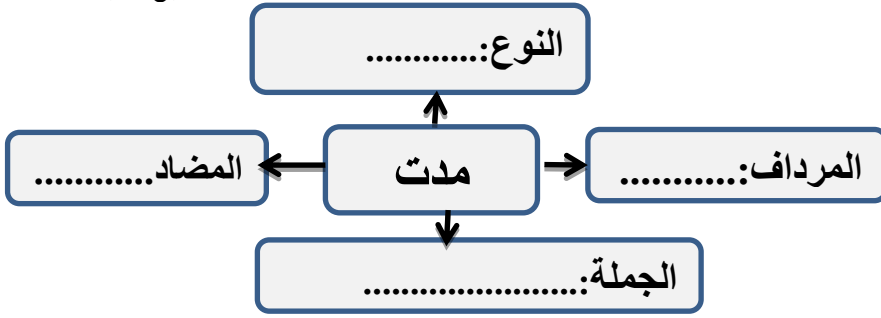 النوع:............
المرداف:............
مدت
المضاد............
الجملة:.......................